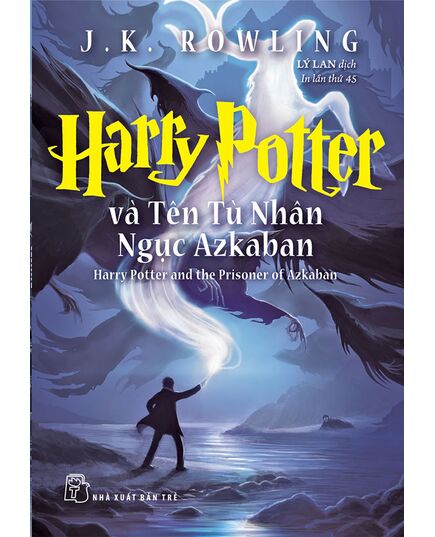 J.K. ROWLING
LÝ LAN dịch
In lần thứ 45
Harry Potter
và Tên Tù Nhân
Ngục Azkaban
Harry Potter and the Prisoner of Azkaban
NHÀ XUẤT BẢN TRẺ